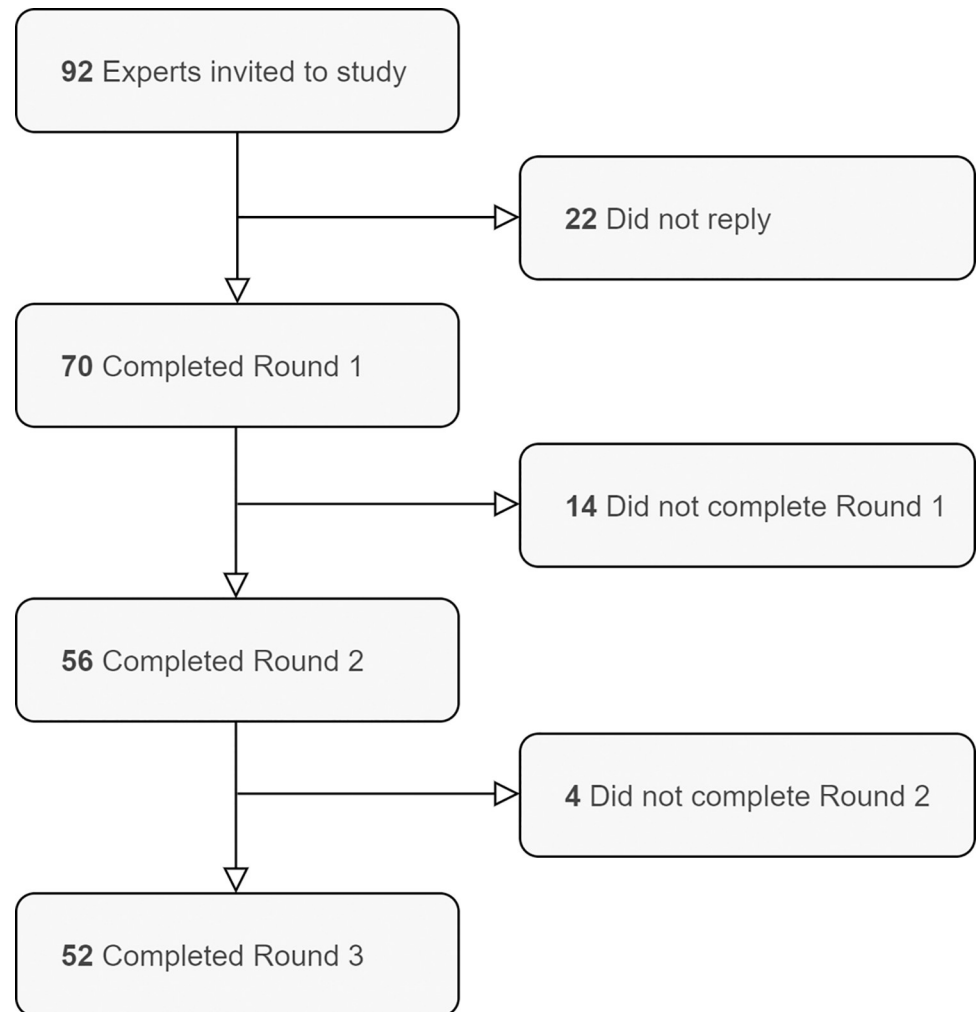 92 Experts invited to study
22 Did not reply
70 Completed Round 1
14 Did not complete Round 1
56 Completed Round 2
4 Did not complete Round 2
52 Completed Round 3